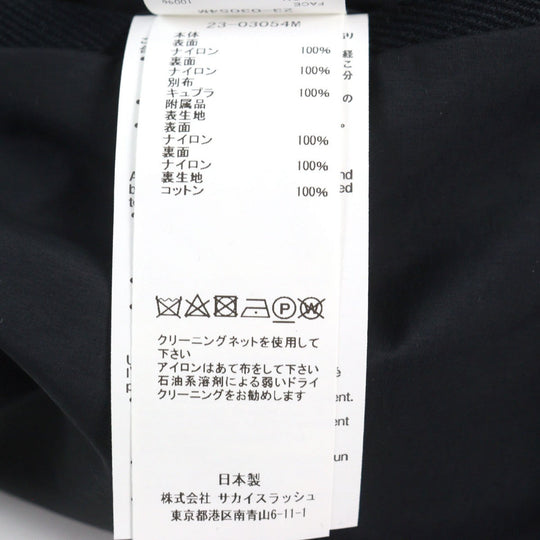 FACE
100%
23-03054M
23-03054M
本体
表面
ナイロン 100%
裏面
ナイロン 100%
別布
キュプラ 100%
附属品
表生地
表面
ナイロン 100%
裏面
ナイロン 100%
裏生地
コットン 100%
P W
クリーニングネットを使用して
下さい
アイロンはあて布をして下さい
石油系溶剤による弱いドライ
クリーニングをお勧めします
日本製
株式会社 サカイスラッシュ
東京都港区南青山6-11-1